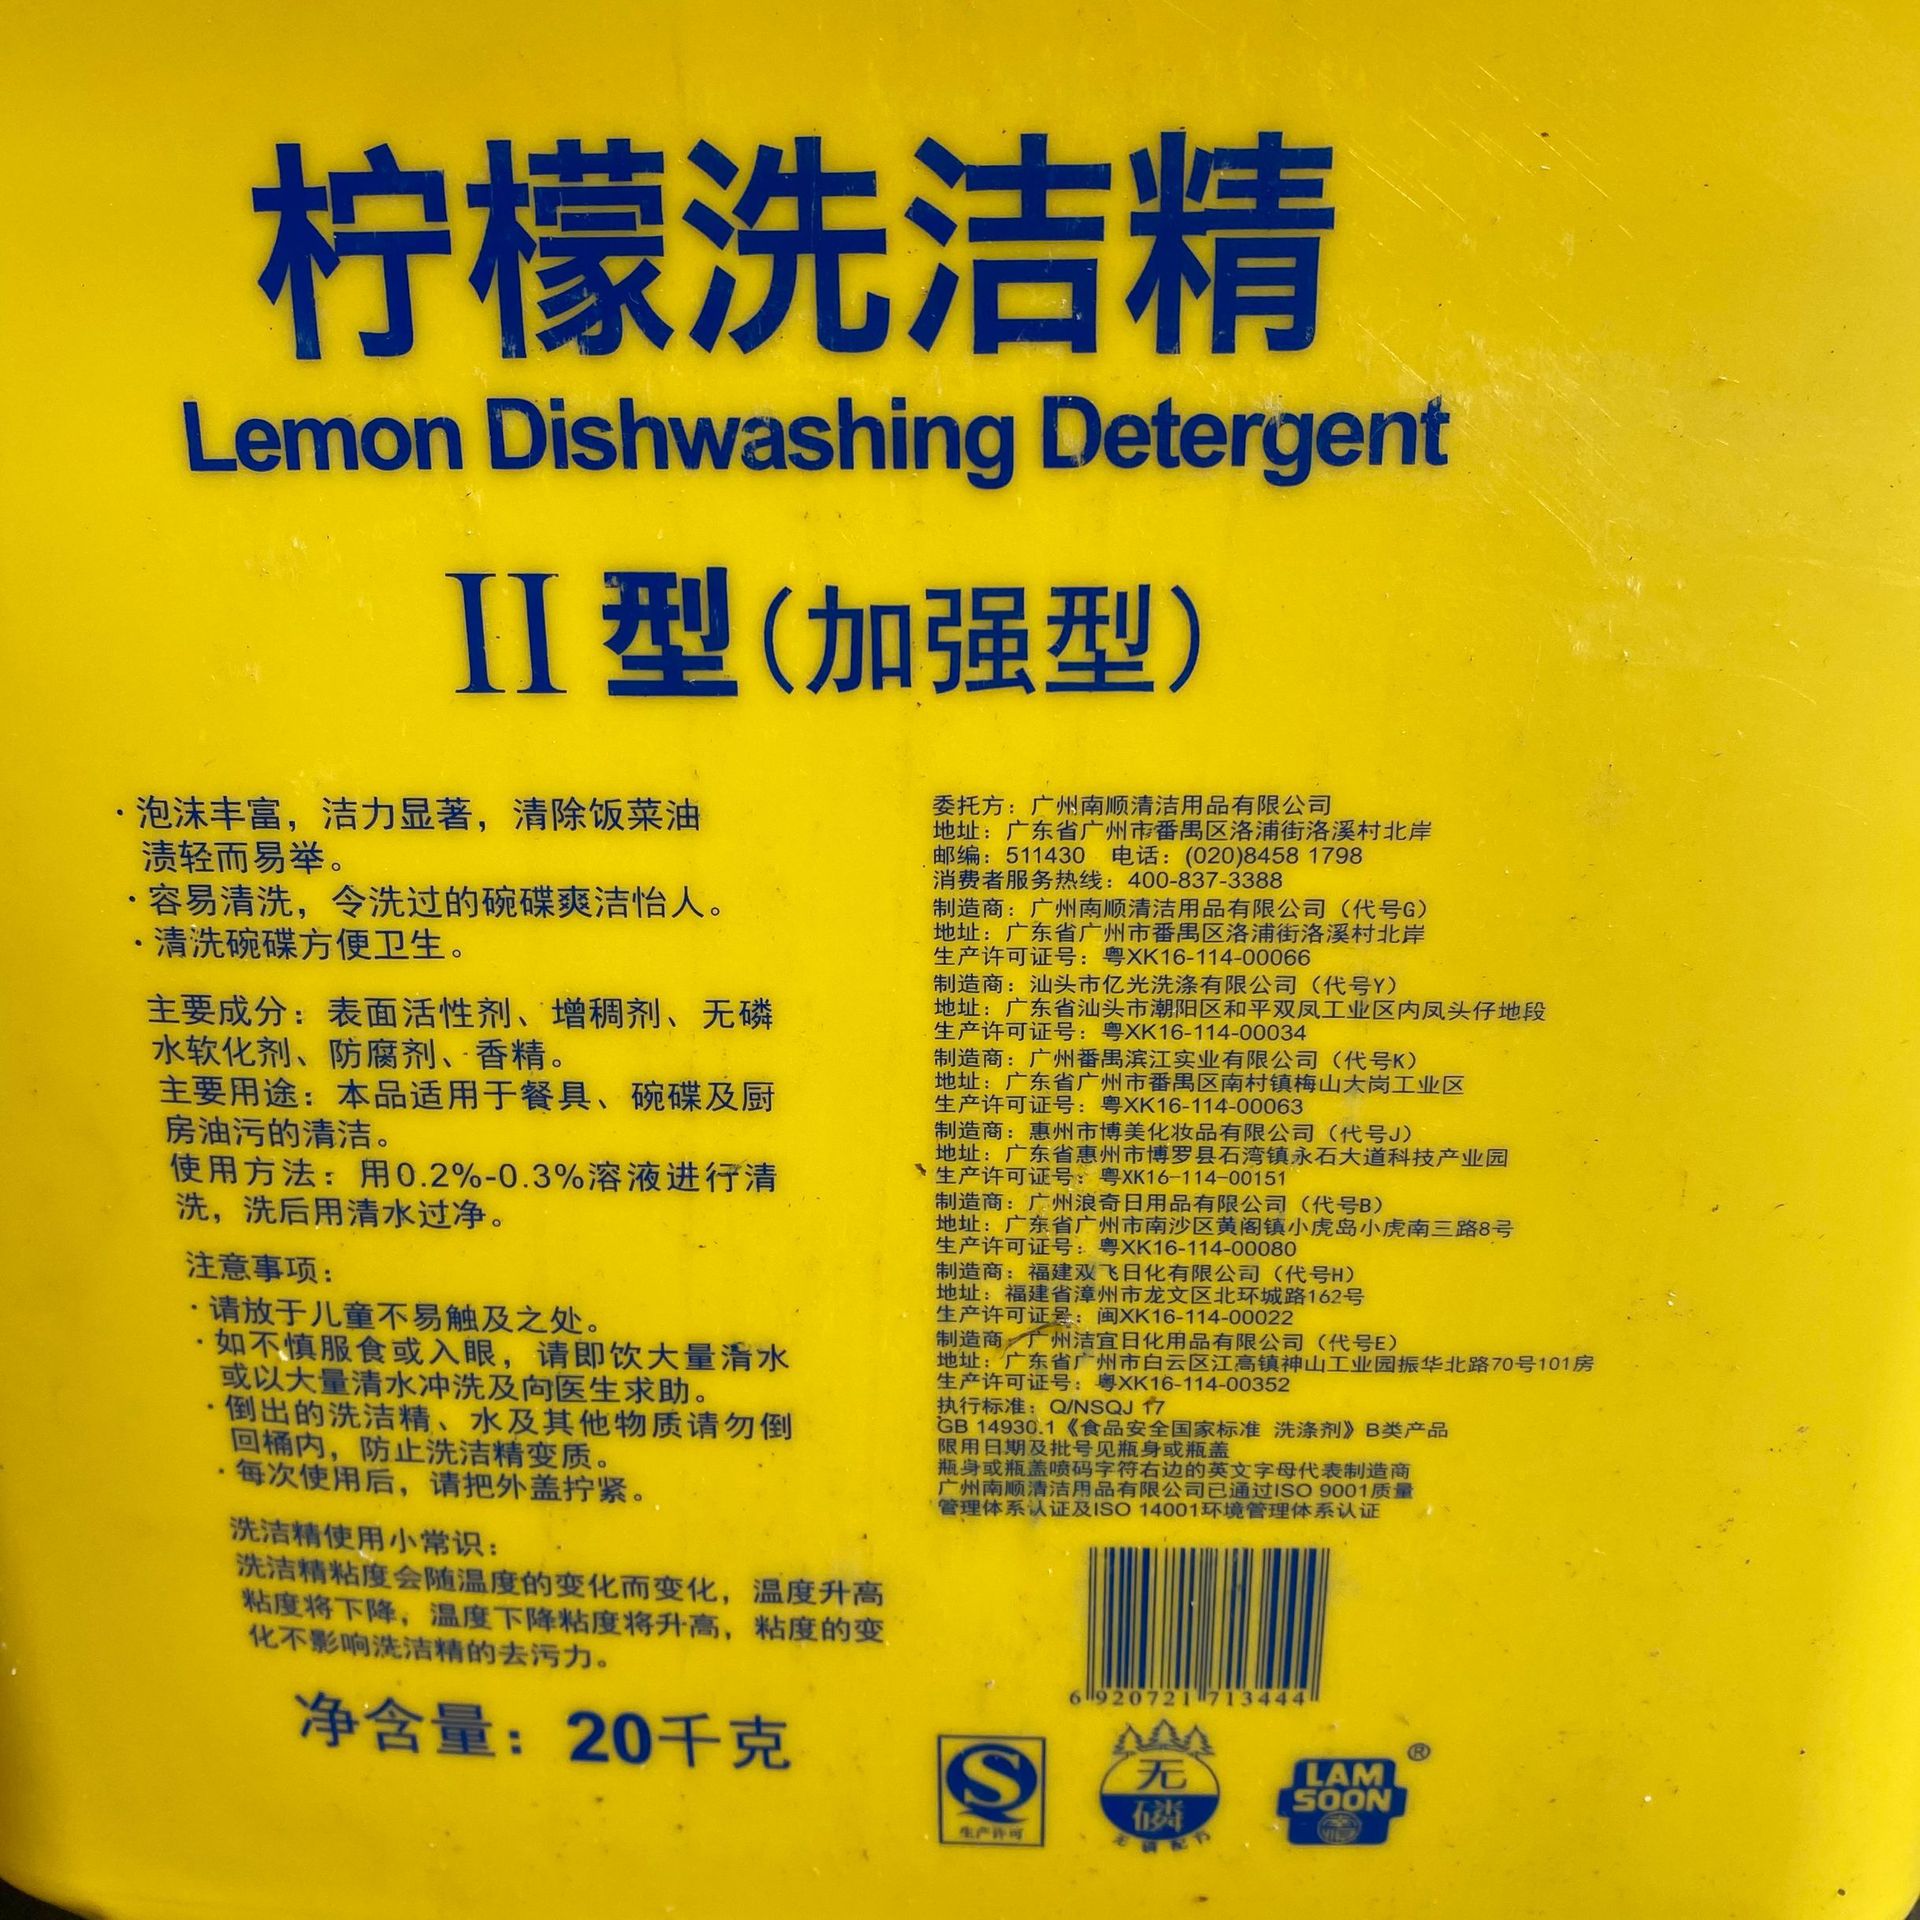 柠檬洗洁精
Lemon Dishwashing Detergent
II 型(加强型)
·泡沫丰富，洁力显著，清除饭菜油
渍轻而易举。
·容易清洗，令洗过的碗碟爽洁怡人。
·清洗碗碟方便卫生。
主要成分：表面活性剂、增稠剂、无磷
水软化剂、防腐剂、香精。
主要用途：本品适用于餐具、碗碟及厨
房油污的清洁。
使用方法：用0.2%-0.3%溶液进行清
洗，洗后用清水过净。
注意事项：
·请放于儿童不易触及之处。
·如不慎服食或入眼，请即饮大量清水
或以大量清水冲洗及向医生求助。
·倒出的洗洁精、水及其他物质请勿倒
回桶内，防止洗洁精变质。
·每次使用后，请把外盖拧紧。
洗洁精使用小常识：
洗洁精粘度会随温度的变化而变化，温度升高
粘度将下降，温度下降粘度将升高，粘度的变
化不影响洗洁精的去污力。
净含量：20千克
委托方：广州南顺清洁用品有限公司
地址：广东省广州市番禺区洛浦街洛溪村北岸
邮编：511430 电话：(020)8458 1798
消费者服务热线：400-837-3388
制造商：广州南顺清洁用品有限公司（代号G）
地址：广东省广州市番禺区洛浦街洛溪村北岸
生产许可证号：粤XK16-114-00066
制造商：汕头市亿光洗涤有限公司（代号Y）
地址：广东省汕头市潮阳区和平双凤工业区内凤头仔地段
生产许可证号：粤XK16-114-00034
制造商：广州番禺滨江实业有限公司（代号K）
地址：广东省广州市番禺区南村镇梅山大岗工业区
生产许可证号：粤XK16-114-00063
制造商：惠州市博美化妆品有限公司（代号J）
地址：广东省惠州市博罗县石湾镇永石大道科技产业园
生产许可证号：粤XK16-114-00151
制造商：广州浪奇日用品有限公司（代号B）
地址：广东省广州市南沙区黄阁镇小虎岛小虎南三路8号
生产许可证号：粤XK16-114-00080
制造商：福建双飞日化有限公司（代号H）
地址：福建省漳州市龙文区北环城路162号
生产许可证号：闽XK16-114-00022
制造商：广州洁宜日化用品有限公司（代号E）
地址：广东省广州市白云区江高镇神山工业园振华北路70号101房
生产许可证号：粤XK16-114-00352
执行标准：Q/NSQJ 17
GB 14930.1《食品安全国家标准 洗涤剂》B类产品
限用日期及批号见瓶身或瓶盖
瓶身或瓶盖喷码字符右边的英文字母代表制造商
广州南顺清洁用品有限公司已通过ISO 9001质量
管理体系认证及ISO 14001环境管理体系认证
6 920721 713444
生产许可
无
磷
无磷配方
LAM
SOON ®